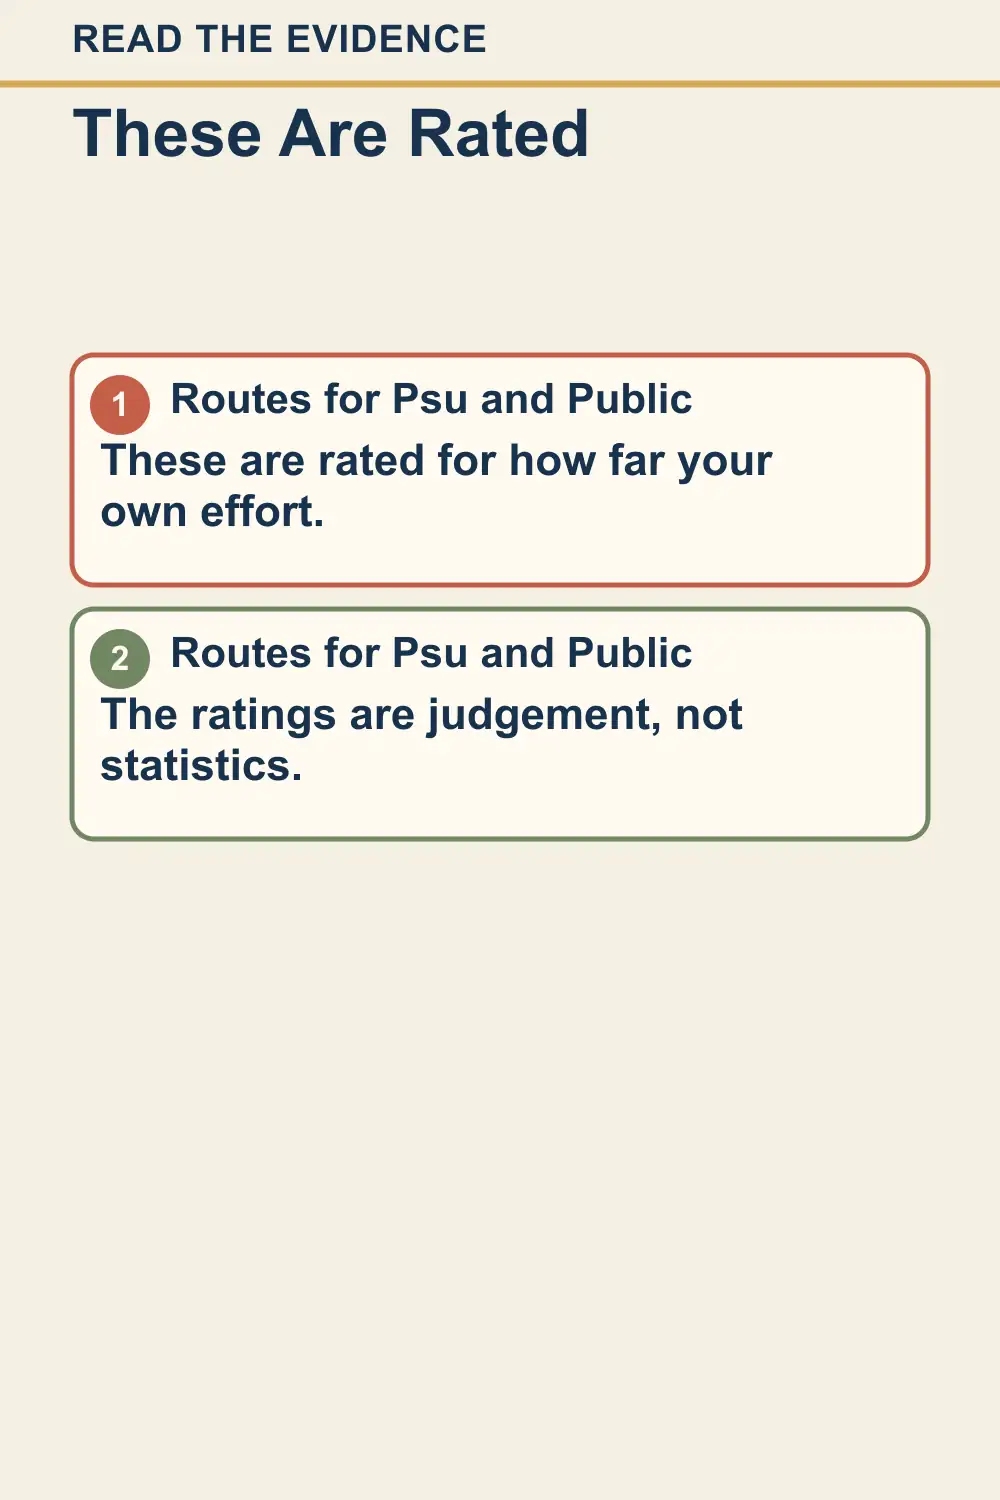 READ THE EVIDENCE
These Are Rated
1 Routes for Psu and Public
These are rated for how far your
own effort.
2 Routes for Psu and Public
The ratings are judgement, not
statistics.